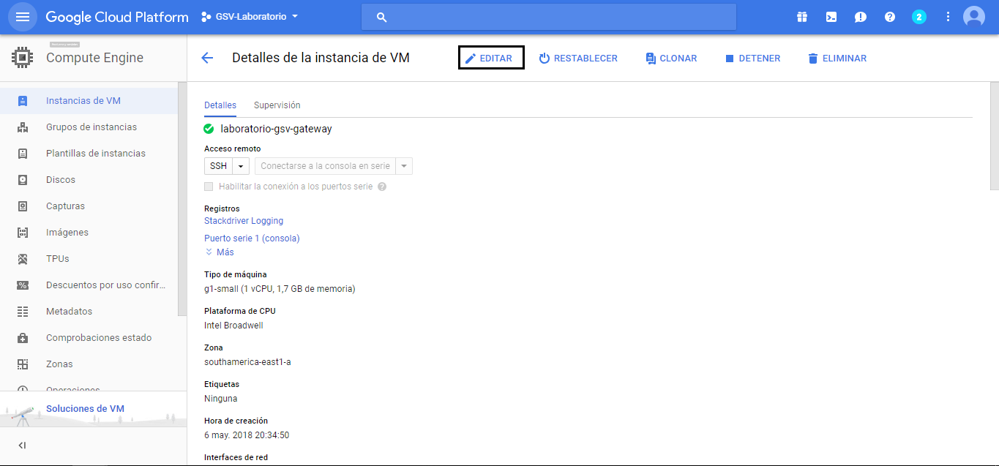 Google Cloud Platform
GSV-Laboratorio
2
Compute Engine
Detalles de la instancia de VM
EDITAR
RESTABLECER
CLONAR
DETENER
ELIMINAR
Instancias de VM
Grupos de instancias
Plantillas de instancias
Discos
Capturas
Imágenes
TPUs
Descuentos por uso confir...
Metadatos
Comprobaciones estado
Zonas
Operaciones
Soluciones de VM
Detalles
Supervisión
laboratorio-gsv-gateway
Acceso remoto
SSH
Conectarse a la consola en serie
Habilitar la conexión a los puertos serie
Registros
Stackdriver Logging
Puerto serie 1 (consola)
Más
Tipo de máquina
g1-small (1 vCPU, 1,7 GB de memoria)
Plataforma de CPU
Intel Broadwell
Zona
southamerica-east1-a
Etiquetas
Ninguna
Hora de creación
6 may. 2018 20:34:50
Interfaces de red